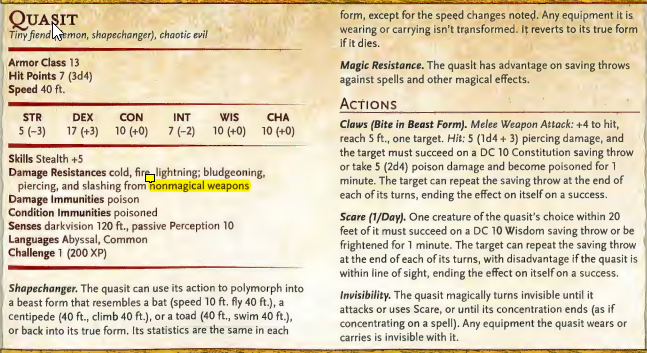 QUASIT
Tiny fiend (demon, shapechanger), chaotic evil
Armor Class 13
Hit Points 7 (3d4)
Speed 40 ft.
STR DEX CON INT WIS CHA
5 (–3) 17 (+3) 10 (+0) 7 (–2) 10 (+0) 10 (+0)
Skills Stealth +5
Damage Resistances cold, fire, lightning; bludgeoning,
piercing, and slashing from nonmagical weapons
Damage Immunities poison
Condition Immunities poisoned
Senses darkvision 120 ft., passive Perception 10
Languages Abyssal, Common
Challenge 1 (200 XP)
Shapechanger. The quasit can use its action to polymorph into
a beast form that resembles a bat (speed 10 ft. fly 40 ft.), a
centipede (40 ft., climb 40 ft.), or a toad (40 ft., swim 40 ft.),
or back into its true form. Its statistics are the same in each
form, except for the speed changes noted. Any equipment it is
wearing or carrying isn't transformed. It reverts to its true form
if it dies.
Magic Resistance. The quasit has advantage on saving throws
against spells and other magical effects.
ACTIONS
Claws (Bite in Beast Form). Melee Weapon Attack: +4 to hit,
reach 5 ft., one target. Hit: 5 (1d4 + 3) piercing damage, and
the target must succeed on a DC 10 Constitution saving throw
or take 5 (2d4) poison damage and become poisoned for 1
minute. The target can repeat the saving throw at the end of
each of its turns, ending the effect on itself on a success.
Scare (1/Day). One creature of the quasit's choice within 20
feet of it must succeed on a DC 10 Wisdom saving throw or be
frightened for 1 minute. The target can repeat the saving throw
at the end of each of its turns, with disadvantage if the quasit is
within line of sight, ending the effect on itself on a success.
Invisibility. The quasit magically turns invisible until it
attacks or uses Scare, or until its concentration ends (as if
concentrating on a spell). Any equipment the quasit wears or
carries is invisible with it.